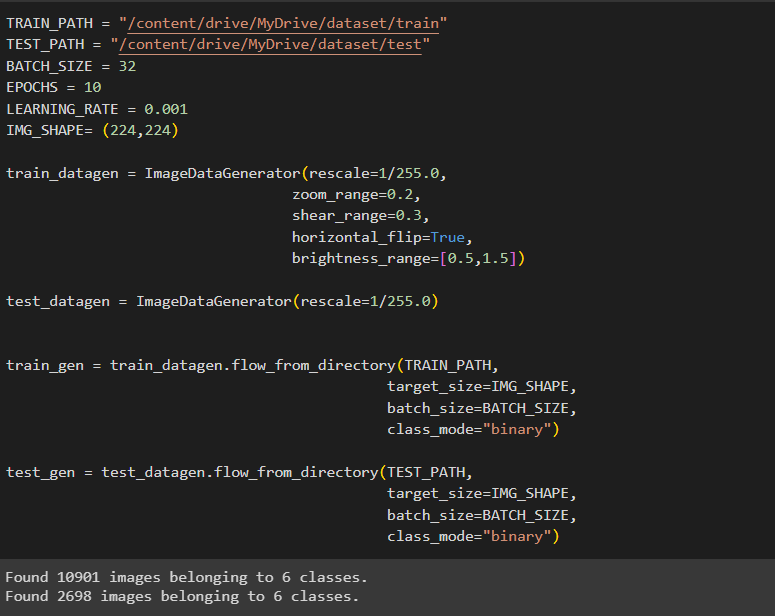 TRAIN_PATH = "/content/drive/MyDrive/dataset/train"
TEST_PATH = "/content/drive/MyDrive/dataset/test"
BATCH_SIZE = 32
EPOCHS = 10
LEARNING_RATE = 0.001
IMG_SHAPE= (224,224)
train_datagen = ImageDataGenerator(rescale=1/255.0,
zoom_range=0.2,
shear_range=0.3,
horizontal_flip=True,
brightness_range=[0.5,1.5])
test_datagen = ImageDataGenerator(rescale=1/255.0)
train_gen = train_datagen.flow_from_directory(TRAIN_PATH,
target_size=IMG_SHAPE,
batch_size=BATCH_SIZE,
class_mode="binary")
test_gen = test_datagen.flow_from_directory(TEST_PATH,
target_size=IMG_SHAPE,
batch_size=BATCH_SIZE,
class_mode="binary")
Found 10901 images belonging to 6 classes.
Found 2698 images belonging to 6 classes.